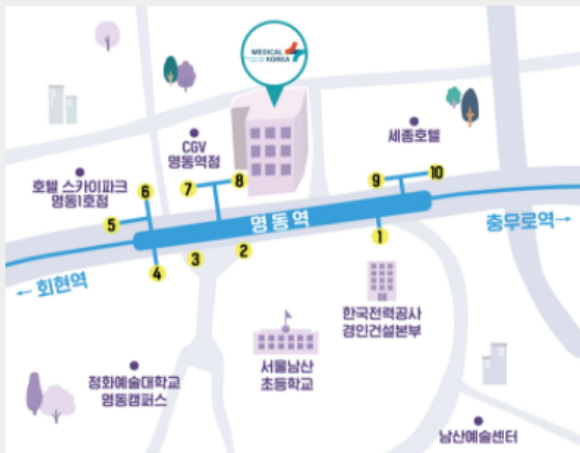 MEDICAL
KOREA
CGV
명동역점
세종호텔
호텔 스카이파크
명동1호점
6
7
8
9
10
5
명동역
충무로역→
4
3
2
1
← 회현역
한국전력공사
경인건설본부
서울남산
초등학교
정화예술대학교
명동캠퍼스
남산예술센터